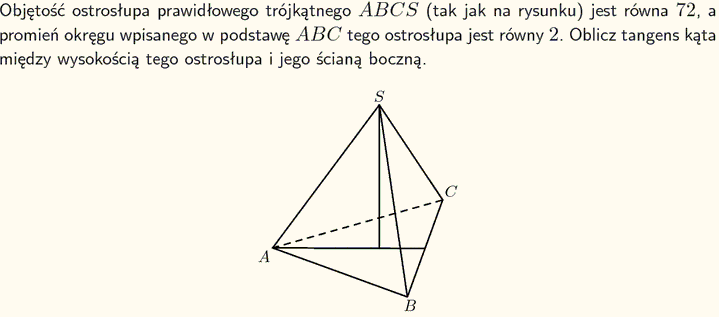 Objętość ostrosłupa prawidłowego trójkątnego ABCS (tak jak na rysunku) jest równa 72, a
promień okręgu wpisanego w podstawę ABC tego ostrosłupa jest równy 2. Oblicz tangens kąta
między wysokością tego ostrosłupa i jego ścianą boczną.
S
C
A
B